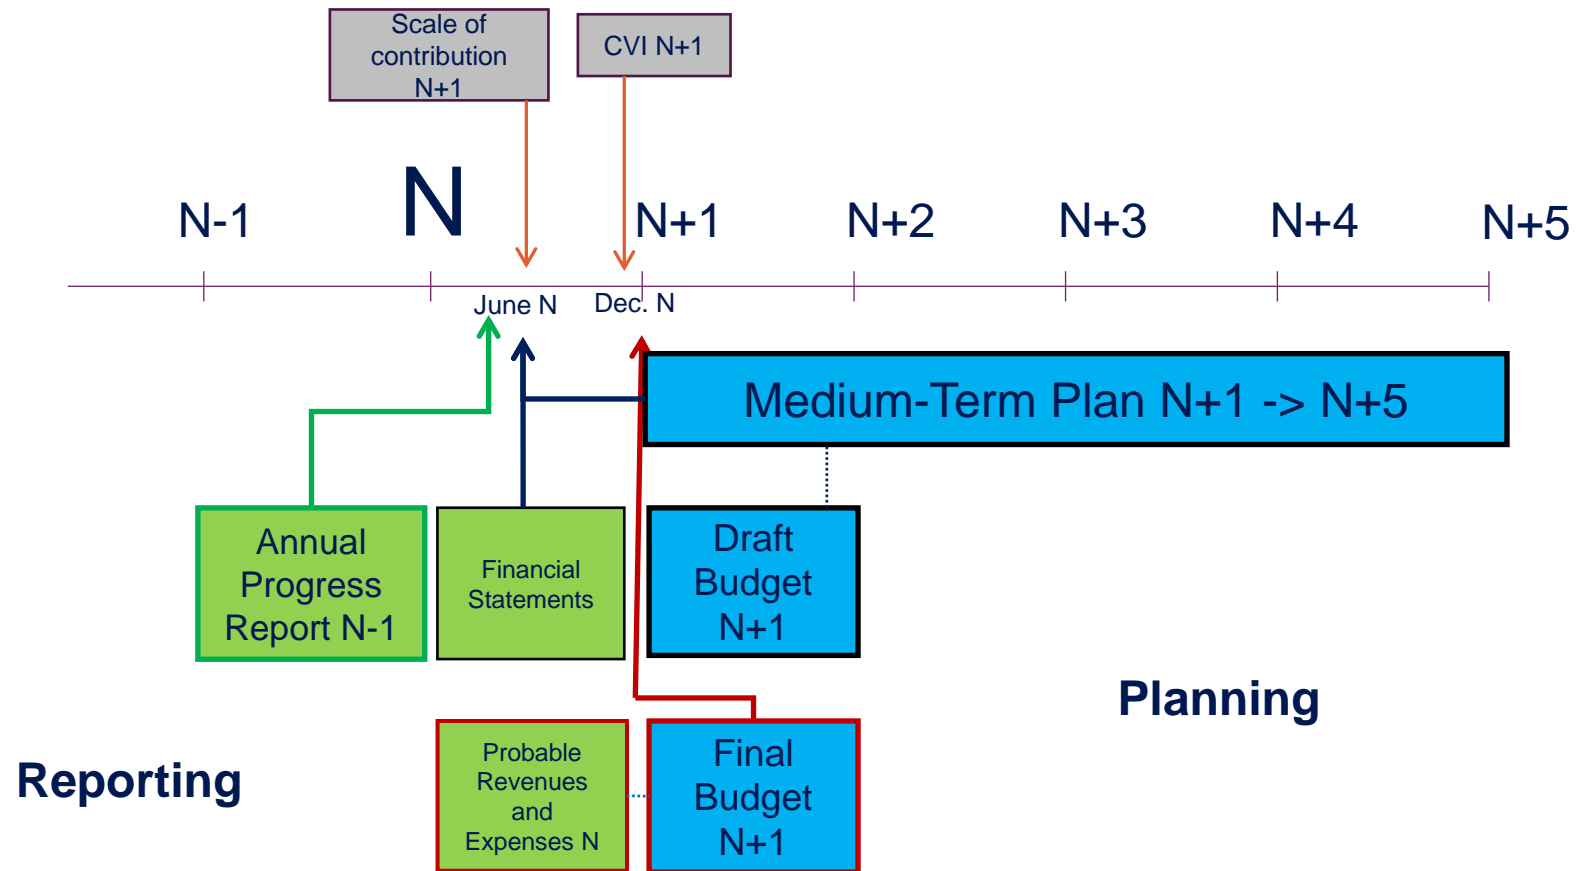 Scale of
contribution
N+1
CVI N+1
N-1
N
N+1
N+2
N+3
N+4
N+5
June N
Dec. N
Medium-Term Plan N+1 -> N+5
Annual
Progress
Report N-1
Financial
Statements
Draft
Budget
N+1
Planning
Reporting
Probable
Revenues
and
Expenses N
Final
Budget
N+1